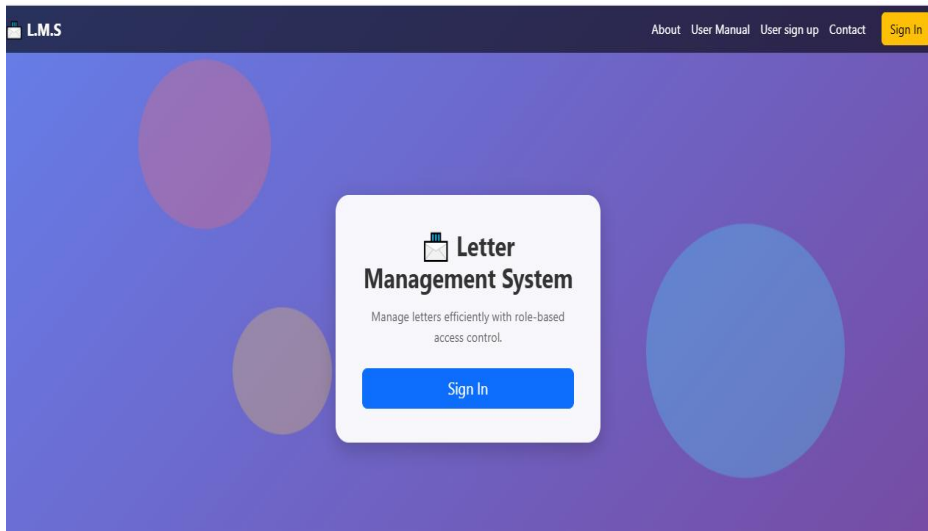 L.M.S
About User Manual User sign up Contact Sign In
Letter
Management System
Manage letters efficiently with role-based
access control.
Sign In